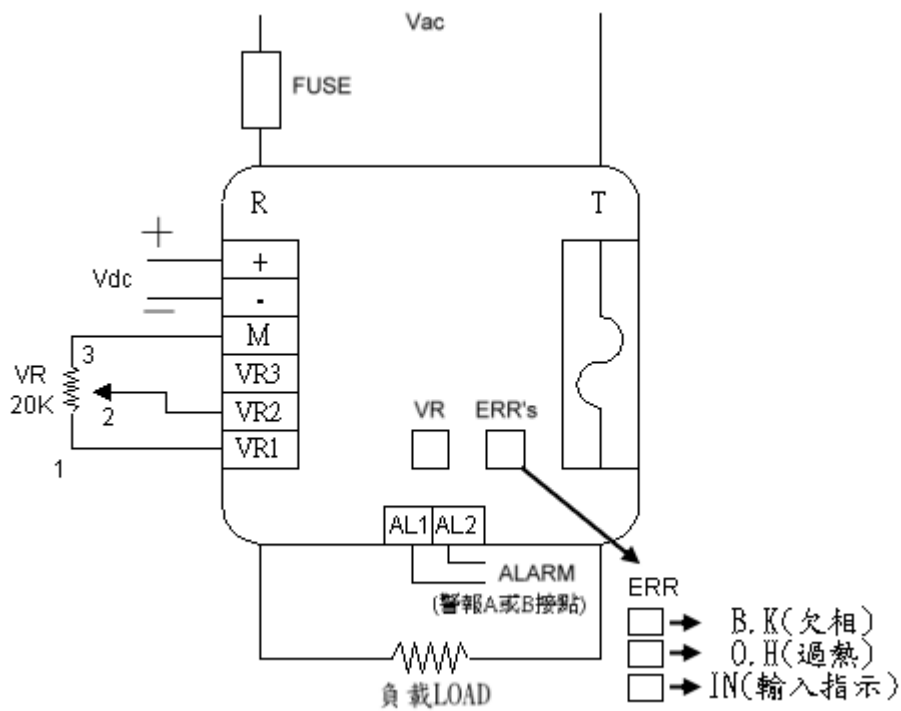 Vac
FUSE
R
T
+
+
Vdc
-
−
M
3
VR
20K
VR3
2
VR2
VR
ERR's
1
VR1
AL1
AL2
ALARM
(警報A或B接點)
ERR
B.K(欠相)
O.H(過熱)
IN(輸入指示)
負載LOAD